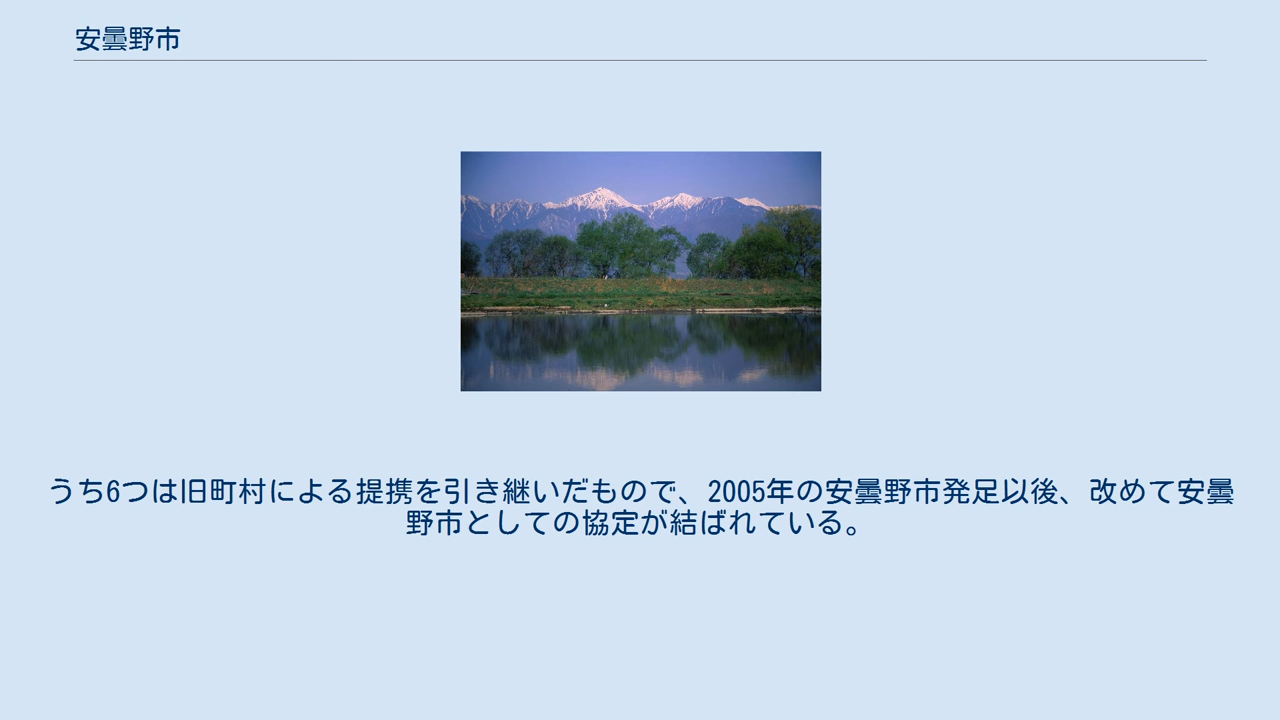 安曇野市
うち6つは旧町村による提携を引き継いだもので、2005年の安曇野市発足以後、改めて安曇
野市としての協定が結ばれている。